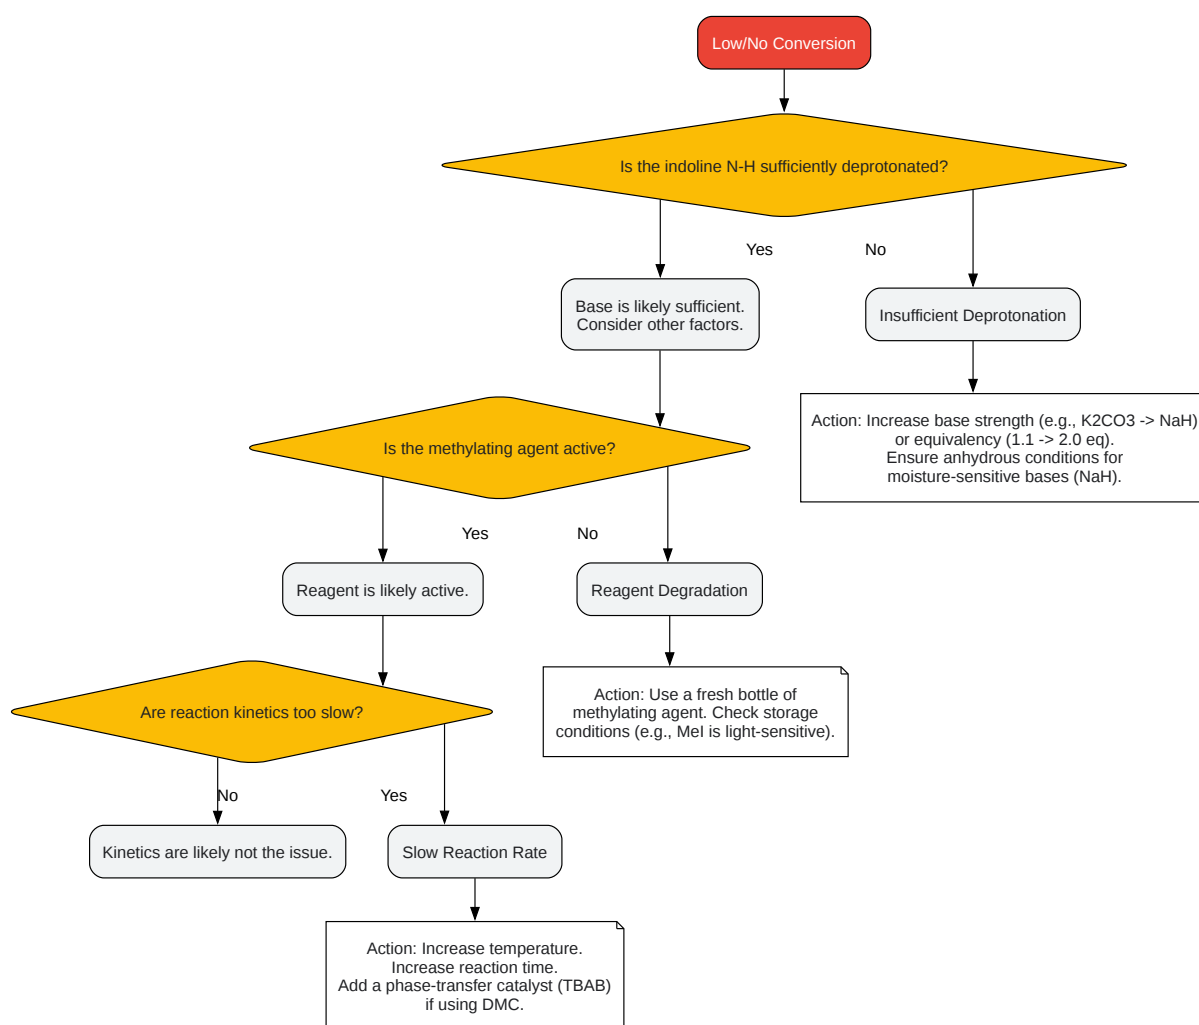 Low/No Conversion
Is the indoline N-H sufficiently deprotonated?
Yes
No
Base is likely sufficient.
Consider other factors.
Insufficient Deprotonation
Action: Increase base strength (e.g., K2CO3 -> NaH)
or equivalency (1.1 -> 2.0 eq).
Ensure anhydrous conditions for
moisture-sensitive bases (NaH).
Is the methylating agent active?
Yes
No
Reagent is likely active.
Reagent Degradation
Action: Use a fresh bottle of
methylating agent. Check storage
conditions (e.g., MeI is light-sensitive).
Are reaction kinetics too slow?
No
Yes
Kinetics are likely not the issue.
Slow Reaction Rate
Action: Increase temperature.
Increase reaction time.
Add a phase-transfer catalyst (TBAB)
if using DMC.